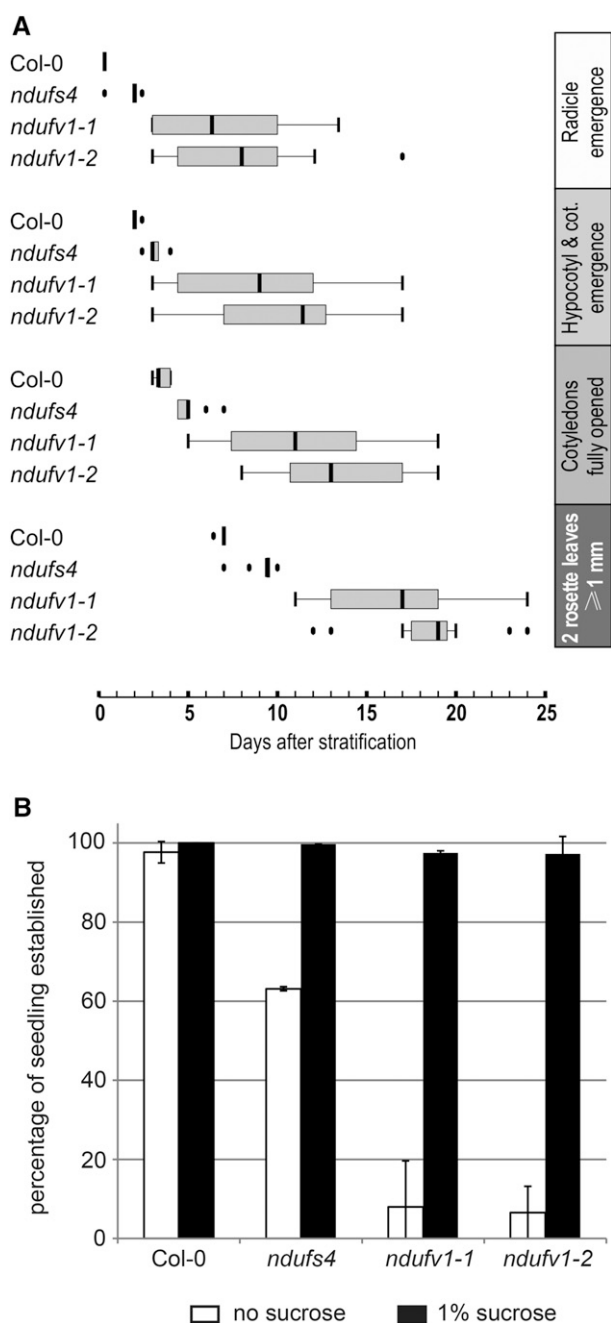 A
Col-0
ndufs4
ndufv1-1
ndufv1-2
Radicle
emergence
Col-0
ndufs4
ndufv1-1
ndufv1-2
Hypocotyl & cot.
emergence
Col-0
ndufs4
ndufv1-1
ndufv1-2
Cotyledons
fully opened
Col-0
ndufs4
ndufv1-1
ndufv1-2
2 rosette leaves
⩾1 mm
0 5 10 15 20 25
Days after stratification
B
percentage of seedling established
100
80
60
40
20
0
Col-0 ndufs4 ndufv1-1 ndufv1-2
no sucrose 1% sucrose